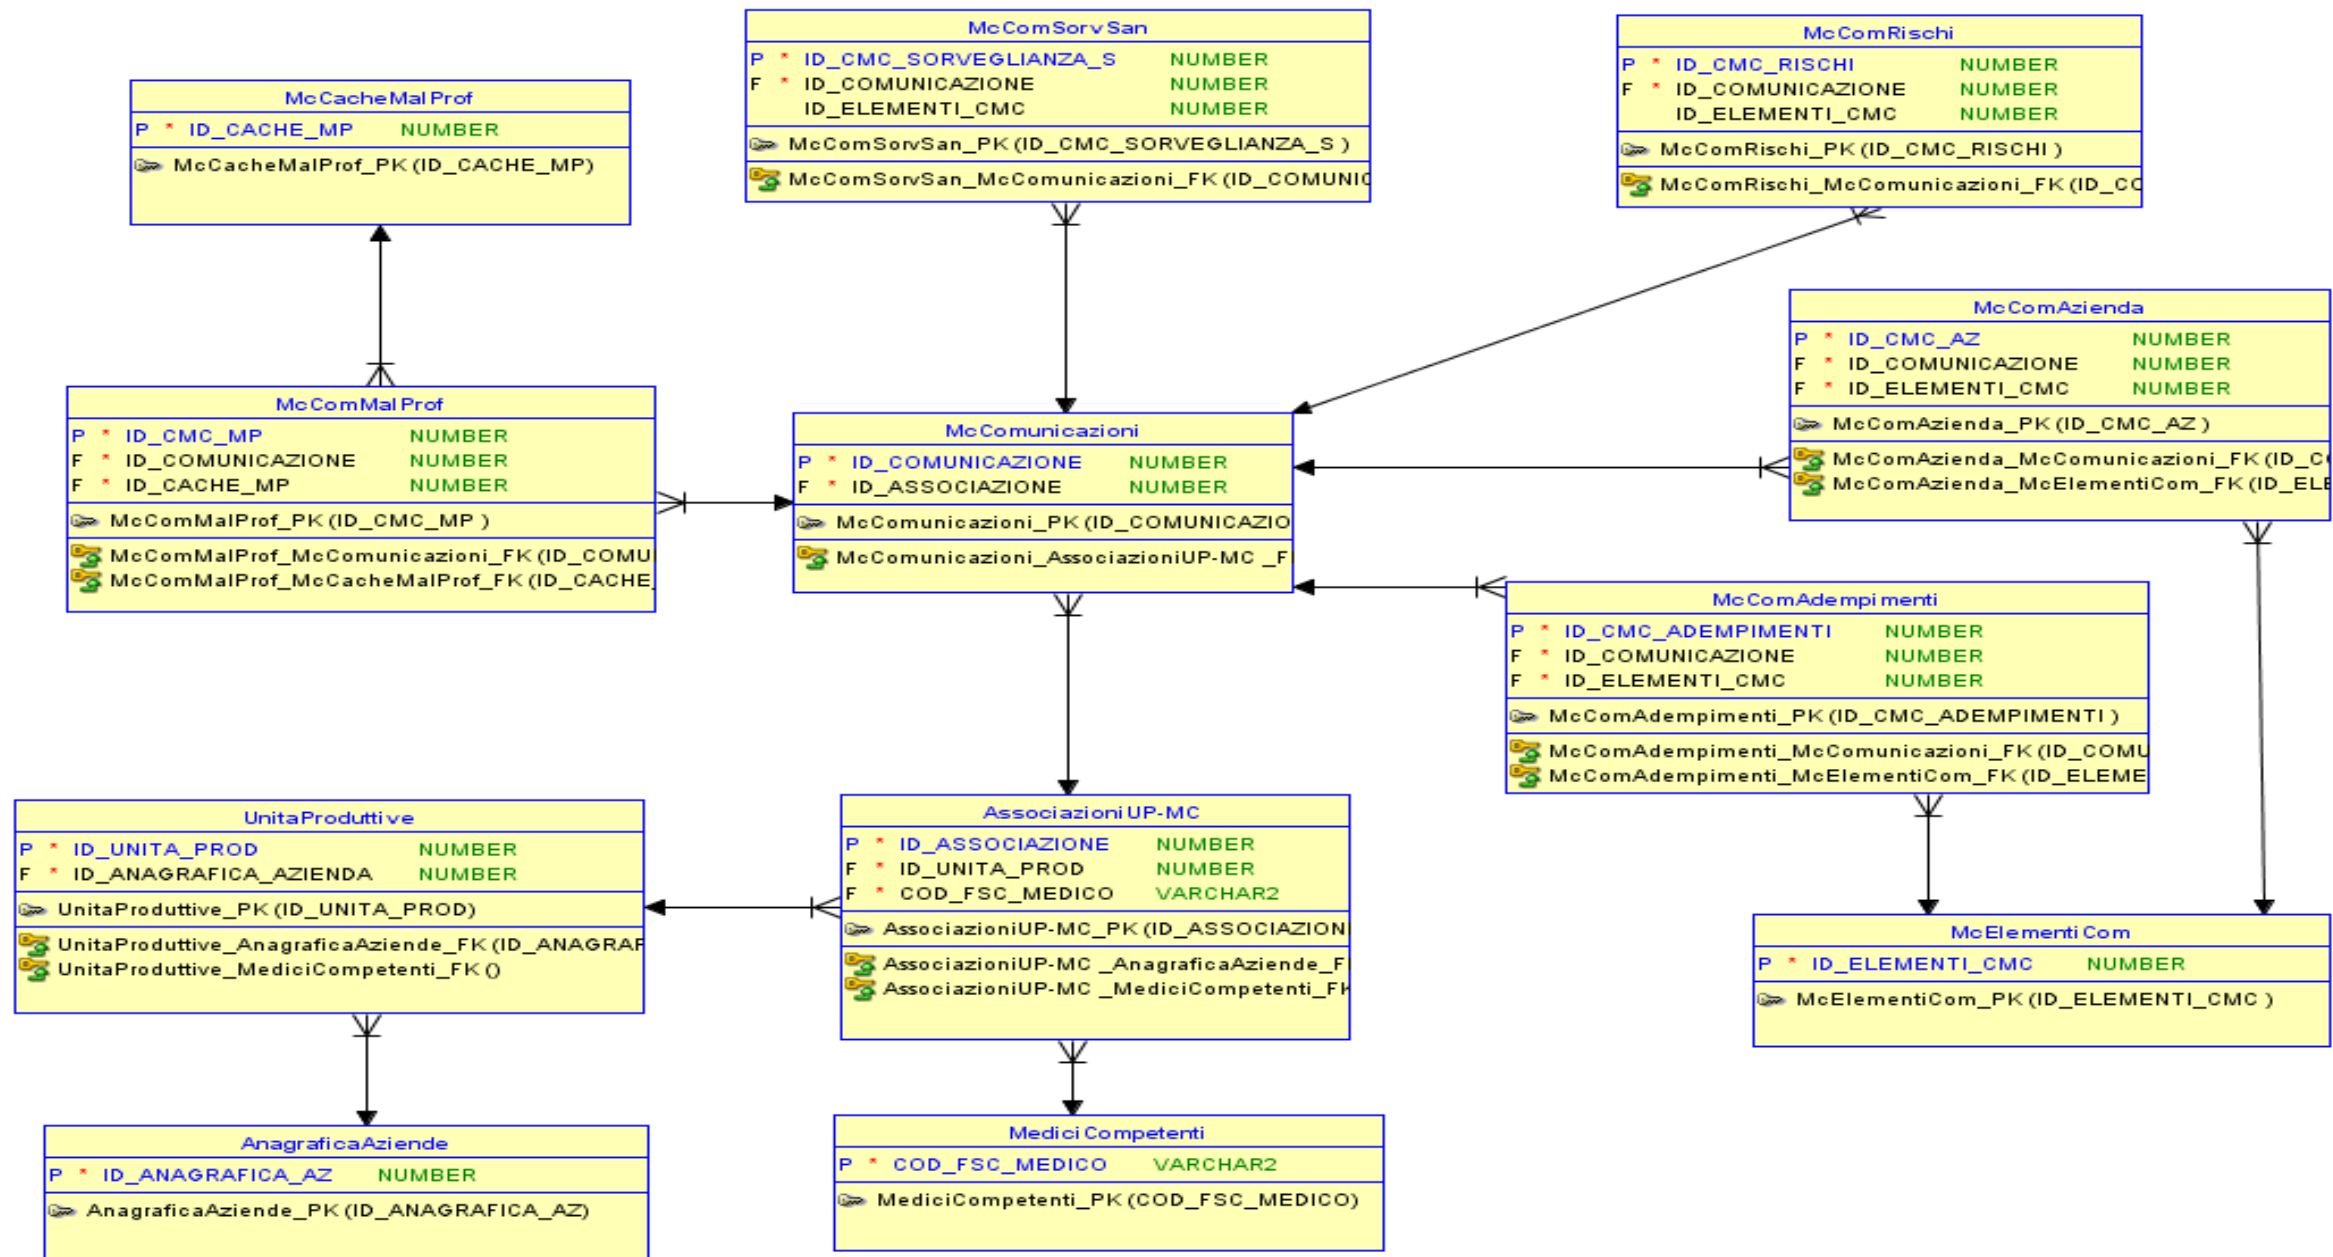 McComSorvSan
P * ID_CMC_SORVEGLIANZA_S NUMBER
F * ID_COMUNICAZIONE NUMBER
ID_ELEMENTI_CMC NUMBER
McComSorvSan_PK (ID_CMC_SORVEGLIANZA_S )
McComSorvSan_McComunicazioni_FK (ID_COMUNIC
McComRischi
P * ID_CMC_RISCHI NUMBER
F * ID_COMUNICAZIONE NUMBER
ID_ELEMENTI_CMC NUMBER
McComRischi_PK (ID_CMC_RISCHI )
McComRischi_McComunicazioni_FK (ID_CO
McCacheMalProf
P * ID_CACHE_MP NUMBER
McCacheMalProf_PK (ID_CACHE_MP)
McComAzienda
P * ID_CMC_AZ NUMBER
F * ID_COMUNICAZIONE NUMBER
F * ID_ELEMENTI_CMC NUMBER
McComAzienda_PK (ID_CMC_AZ )
McComAzienda_McComunicazioni_FK (ID_C
McComAzienda_McElementiCom_FK (ID_ELE
McComMalProf
P * ID_CMC_MP NUMBER
F * ID_COMUNICAZIONE NUMBER
F * ID_CACHE_MP NUMBER
McComMalProf_PK (ID_CMC_MP )
McComMalProf_McComunicazioni_FK (ID_COMU
McComMalProf_McCacheMalProf_FK (ID_CACHE_
McComunicazioni
P * ID_COMUNICAZIONE NUMBER
F * ID_ASSOCIAZIONE NUMBER
McComunicazioni_PK (ID_COMUNICAZIO
McComunicazioni_AssociazioniUP-MC _F
McComAdempimenti
P * ID_CMC_ADEMPIMENTI NUMBER
F * ID_COMUNICAZIONE NUMBER
F * ID_ELEMENTI_CMC NUMBER
McComAdempimenti_PK (ID_CMC_ADEMPIMENTI )
McComAdempimenti_McComunicazioni_FK (ID_COMU
McComAdempimenti_McElementiCom_FK (ID_ELEME
UnitaProduttive
P * ID_UNITA_PROD NUMBER
F * ID_ANAGRAFICA_AZIENDA NUMBER
UnitaProduttive_PK (ID_UNITA_PROD)
UnitaProduttive_AnagraficaAziende_FK (ID_ANAGRAF
UnitaProduttive_MediciCompetenti_FK ()
AssociazioniUP-MC
P * ID_ASSOCIAZIONE NUMBER
F * ID_UNITA_PROD NUMBER
F * COD_FSC_MEDICO VARCHAR2
AssociazioniUP-MC_PK (ID_ASSOCIAZION
AssociazioniUP-MC _AnagraficaAziende_F
AssociazioniUP-MC _MediciCompetenti_FK
McElementiCom
P * ID_ELEMENTI_CMC NUMBER
McElementiCom_PK (ID_ELEMENTI_CMC )
AnagraficaAziende
P * ID_ANAGRAFICA_AZ NUMBER
AnagraficaAziende_PK (ID_ANAGRAFICA_AZ)
MediciCompetenti
P * COD_FSC_MEDICO VARCHAR2
MediciCompetenti_PK (COD_FSC_MEDICO)